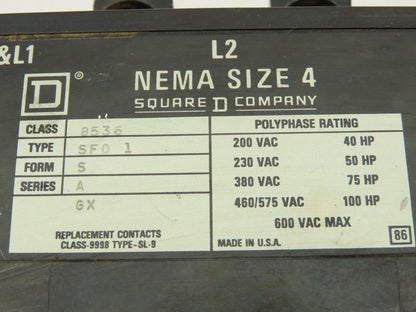 &L1 L2
NEMA SIZE 4
D ®
SQUARE D COMPANY
CLASS 8536
TYPE SFO 1
FORM S
SERIES A
GX
REPLACEMENT CONTACTS
CLASS-9998 TYPE-SL-9
POLYPHASE RATING
200 VAC 40 HP
230 VAC 50 HP
380 VAC 75 HP
460/575 VAC 100 HP
600 VAC MAX
MADE IN U.S.A. 86